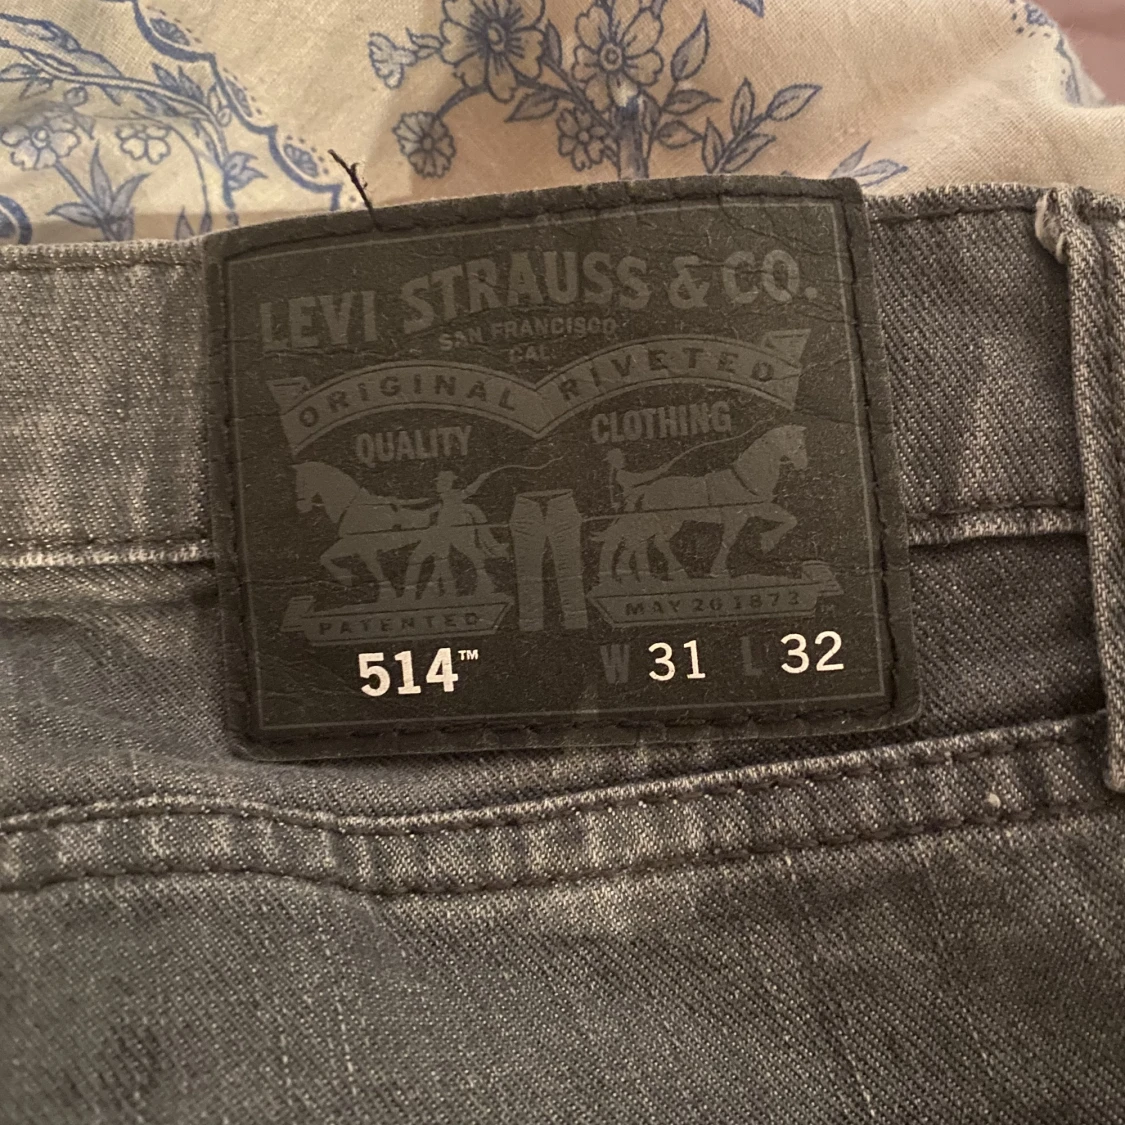 LEVI STRAUSS & CO.
SAN FRANCISCO
CAL
ORIGINAL RIVETED
QUALITY CLOTHING
PATENTED MAY 20 1873
514™ W 31 L 32